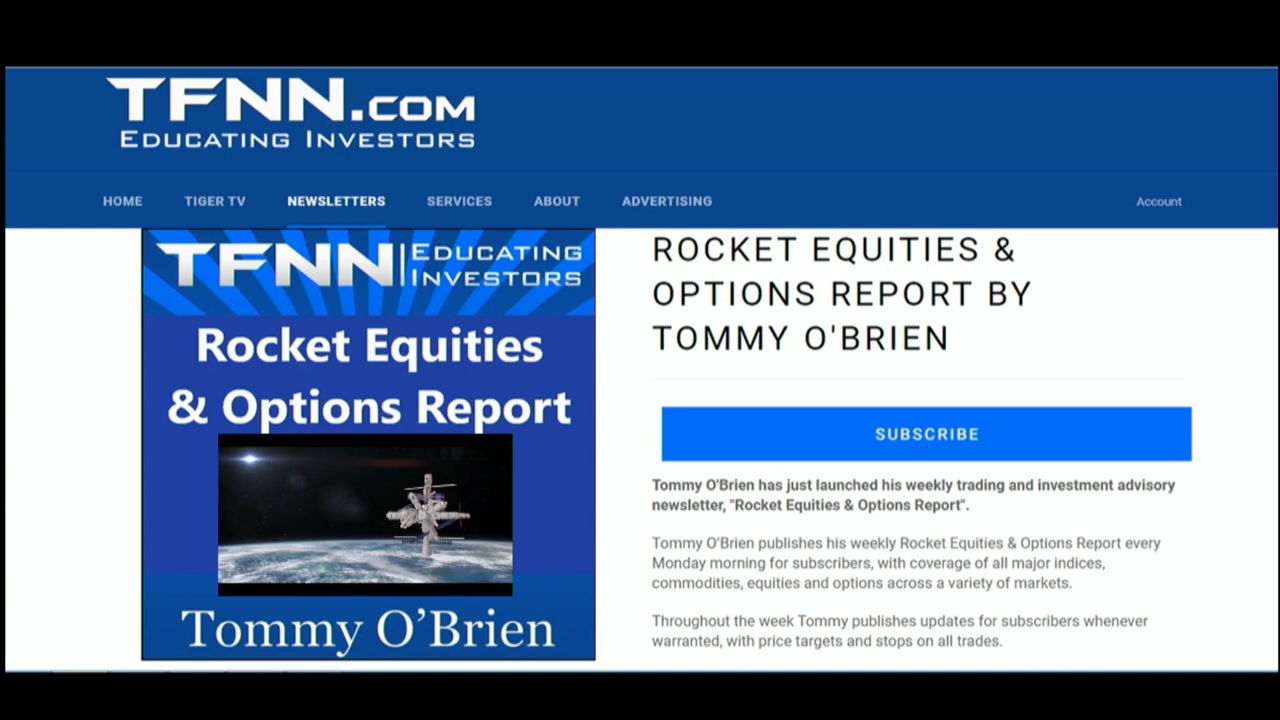 TFNN.COM
EDUCATING INVESTORS
HOME TIGER TV NEWSLETTERS SERVICES ABOUT ADVERTISING Account
TFNN EDUCATING
INVESTORS
Rocket Equities
& Options Report
Tommy O’Brien
ROCKET EQUITIES &
OPTIONS REPORT BY
TOMMY O'BRIEN
SUBSCRIBE
Tommy O'Brien has just launched his weekly trading and investment advisory
newsletter, "Rocket Equities & Options Report".
Tommy O'Brien publishes his weekly Rocket Equities & Options Report every
Monday morning for subscribers, with coverage of all major indices,
commodities, equities and options across a variety of markets.
Throughout the week Tommy publishes updates for subscribers whenever
warranted, with price targets and stops on all trades.